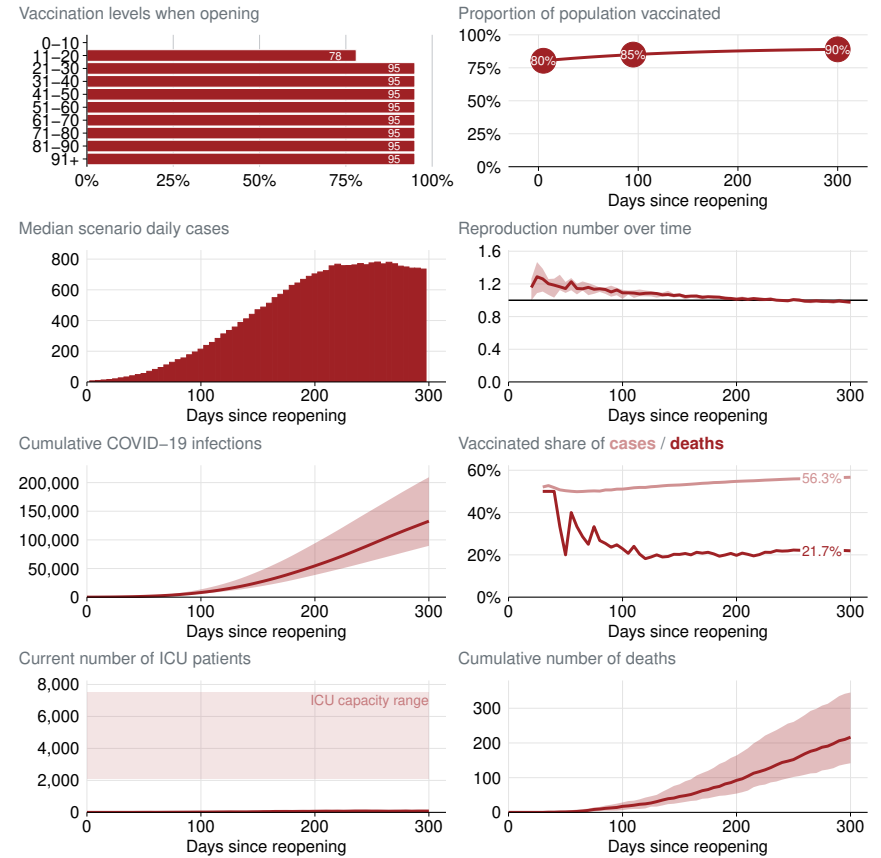 Vaccination levels when opening
0–10
11–20
21–30
31–40
41–50
51–60
61–70
71–80
81–90
91+
78
95
95
95
95
95
95
95
95
0% 25% 50% 75% 100%
Proportion of population vaccinated
100%
75%
50%
25%
0%
80% 85% 90%
0 100 200 300
Days since reopening
Median scenario daily cases
800
600
400
200
0
0 100 200 300
Days since reopening
Reproduction number over time
1.6
1.2
0.8
0.4
0.0
0 100 200 300
Days since reopening
Cumulative COVID−19 infections
200,000
150,000
100,000
50,000
0
0 100 200 300
Days since reopening
Vaccinated share of cases / deaths
60%
40%
20%
0%
56.3%
21.7%
0 100 200 300
Days since reopening
Current number of ICU patients
8,000
6,000
4,000
2,000
0
ICU capacity range
0 100 200 300
Days since reopening
Cumulative number of deaths
300
200
100
0
0 100 200 300
Days since reopening